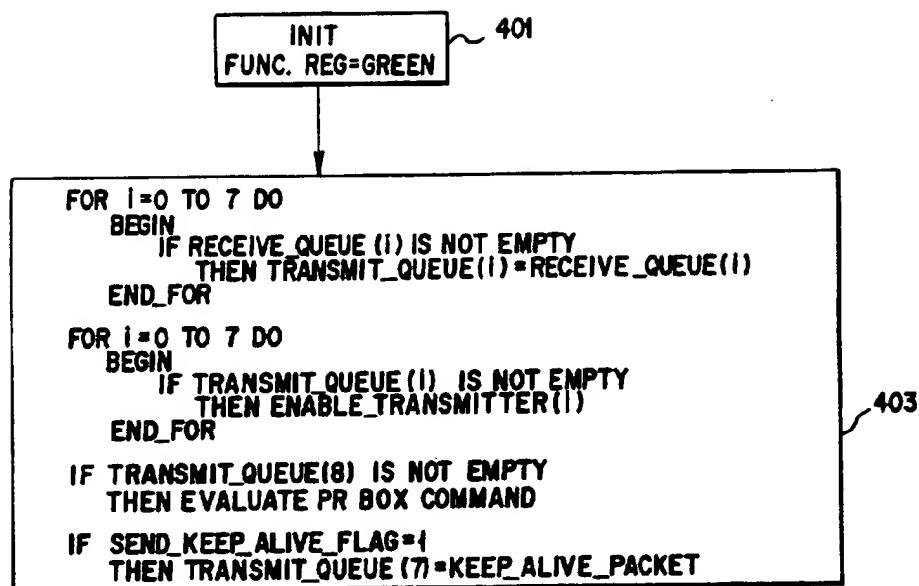 INIT
FUNC. REG=GREEN
401
FOR i=0 TO 7 DO
BEGIN
IF RECEIVE_QUEUE (i) IS NOT EMPTY
THEN TRANSMIT_QUEUE(i)=RECEIVE_QUEUE(i)
END_FOR
FOR i=0 TO 7 DO
BEGIN
IF TRANSMIT_QUEUE(i) IS NOT EMPTY
THEN ENABLE_TRANSMITTER(i)
END_FOR
403
IF TRANSMIT_QUEUE(8) IS NOT EMPTY
THEN EVALUATE PR BOX COMMAND
IF SEND_KEEP_ALIVE_FLAG=1
THEN TRANSMIT_QUEUE (7)=KEEP_ALIVE_PACKET